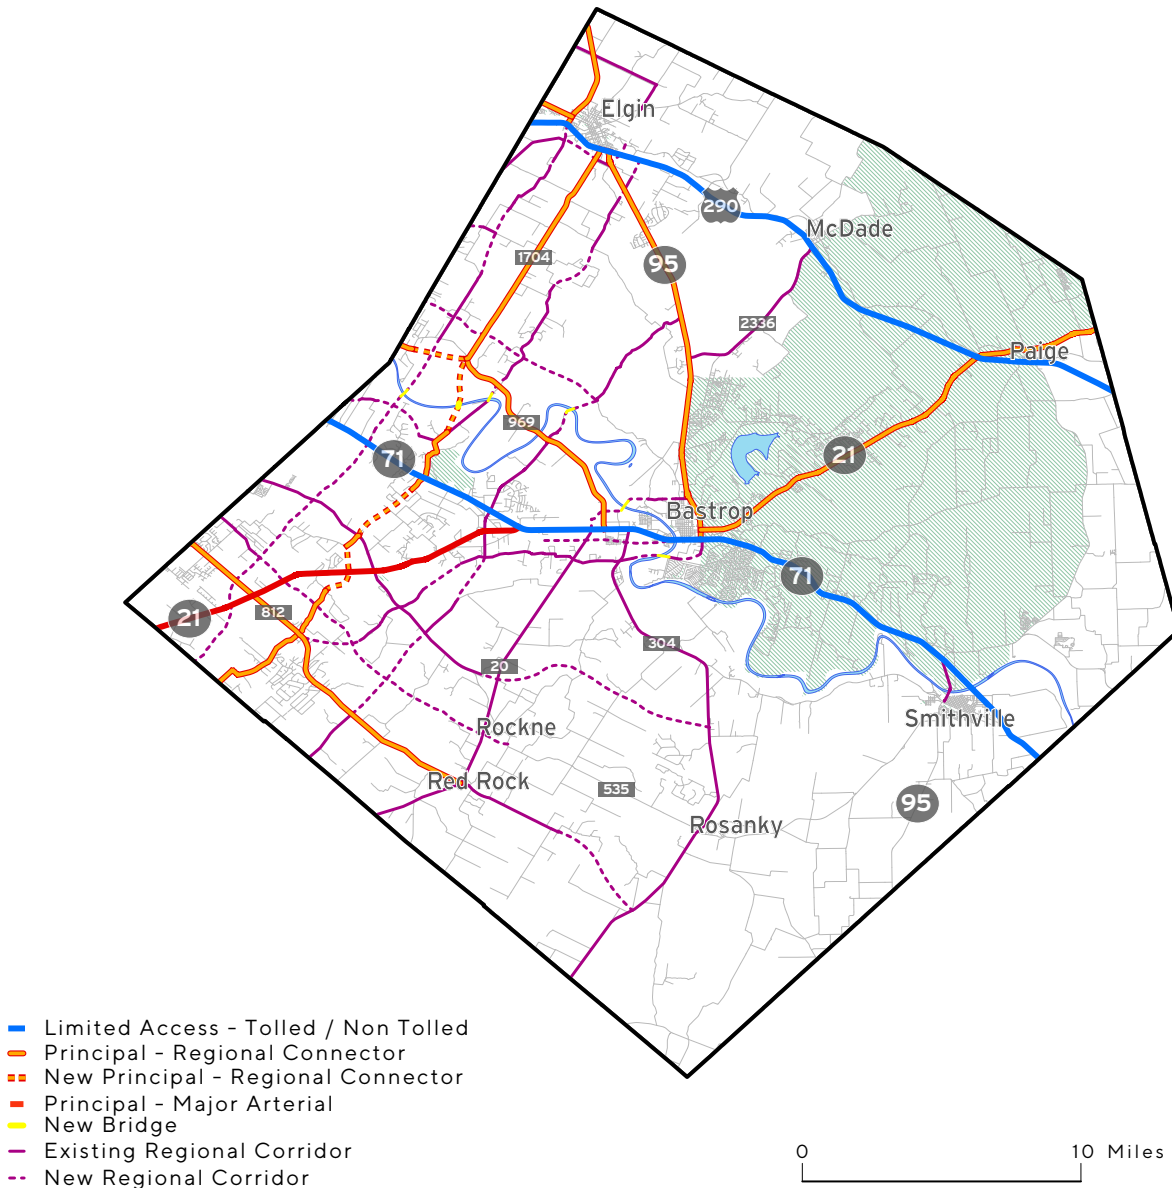 Elgin
290
McDade
1704
95
2336
Paige
969
71
21
Bastrop
71
21
812
304
20
Smithville
Rockne
Red Rock
535
95
Rosanky
Limited Access - Tolled / Non Tolled
Principal - Regional Connector
New Principal - Regional Connector
Principal - Major Arterial
New Bridge
Existing Regional Corridor
New Regional Corridor
0 10 Miles